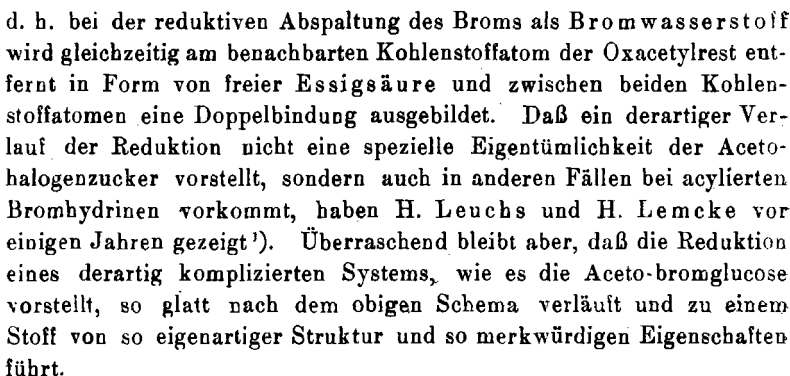 d. h. bei der reduktiven Abspaltung des Broms als Bromwasserstoff
wird gleichzeitig am benachbarten Kohlenstoffatom der Oxacetylrest ent-
fernt in Form von freier Essigsäure und zwischen beiden Kohlen-
stoffatomen eine Doppelbindung ausgebildet. Daß ein derartiger Ver-
lauf der Reduktion nicht eine spezielle Eigentümlichkeit der Aceto-
halogenzucker vorstellt, sondern auch in anderen Fällen bei acylierten
Bromhydrinen vorkommt, haben H. Leuchs und H. Lemcke vor
einigen Jahren gezeigt¹). Überraschend bleibt aber, daß die Reduktion
eines derartig komplizierten Systems, wie es die Aceto-bromglucose
vorstellt, so glatt nach dem obigen Schema verläuft und zu einem
Stoff von so eigenartiger Struktur und so merkwürdigen Eigenschaften
führt.